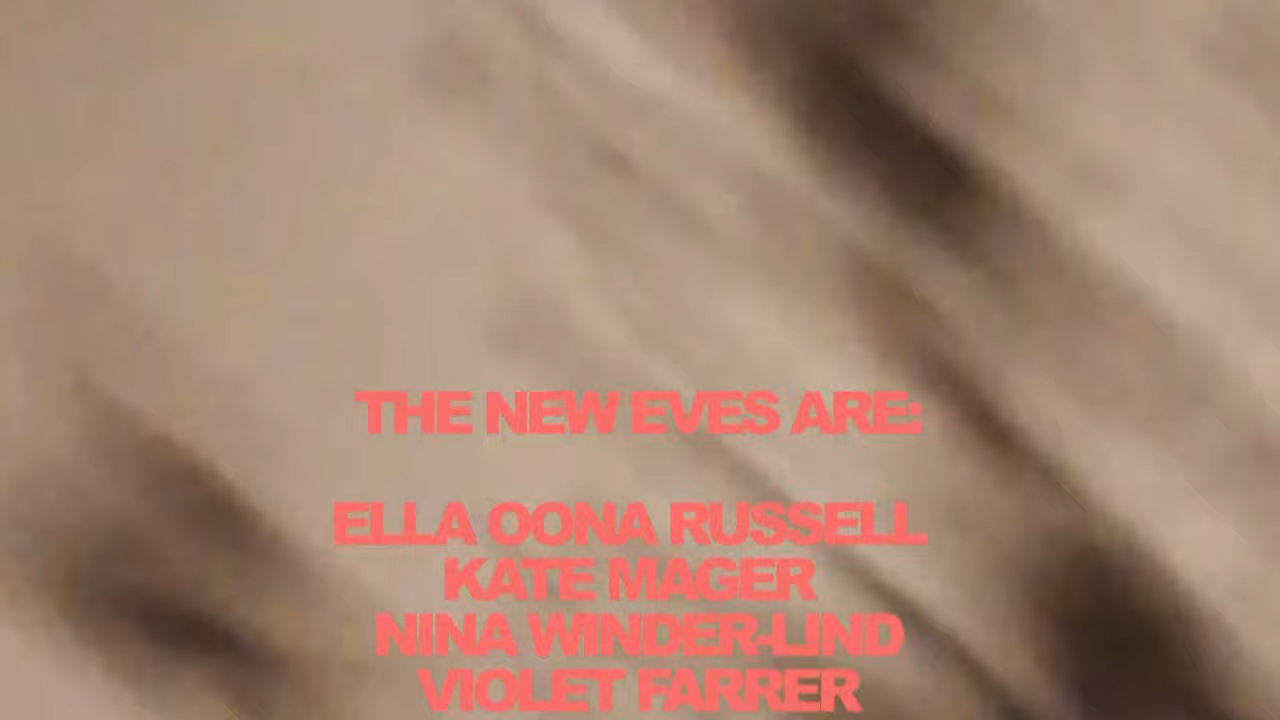 THE NEW EVES ARE:
ELLA OONA RUSSELL
KATE MAGER
NINA WINDER-LIND
VIOLET FARRER